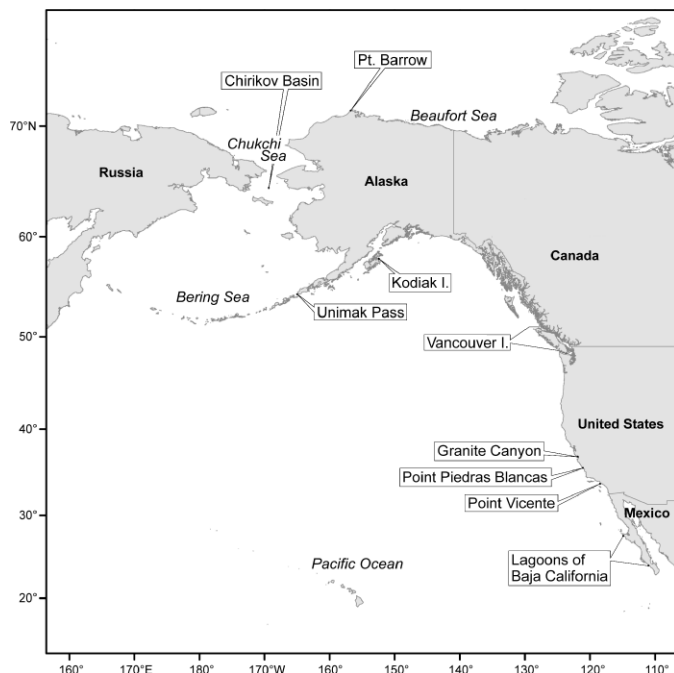 Pt. Barrow
Chirikov Basin
Beaufort Sea
70°N
Chukchi
Sea
Russia
Alaska
60°
Canada
Kodiak I.
Bering Sea
Unimak Pass
50°
Vancouver I.
40°
United States
Granite Canyon
Point Piedras Blancas
Point Vicente
30°
Mexico
Lagoons of
Baja California
Pacific Ocean
20°
160° 170°E 170°W 160° 150° 140° 130° 120° 110°